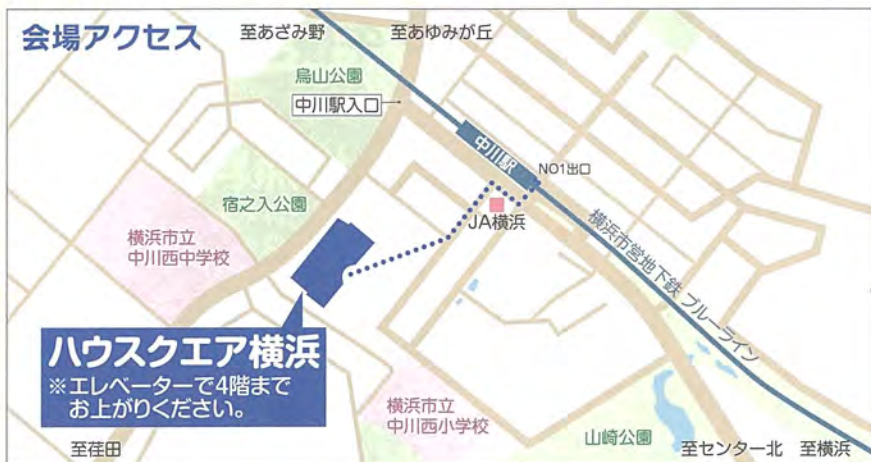 会場アクセス
至あざみ野
至あゆみが丘
烏山公園
中川駅入口
中川駅
NO1出口
JA横浜
宿之入公園
横浜市立
中川西中学校
横浜市営地下鉄 ブルーライン
ハウスクエア横浜
※エレベーターで4階まで
お上がりください。
横浜市立
中川西小学校
山崎公園
至荏田
至センター北
至横浜